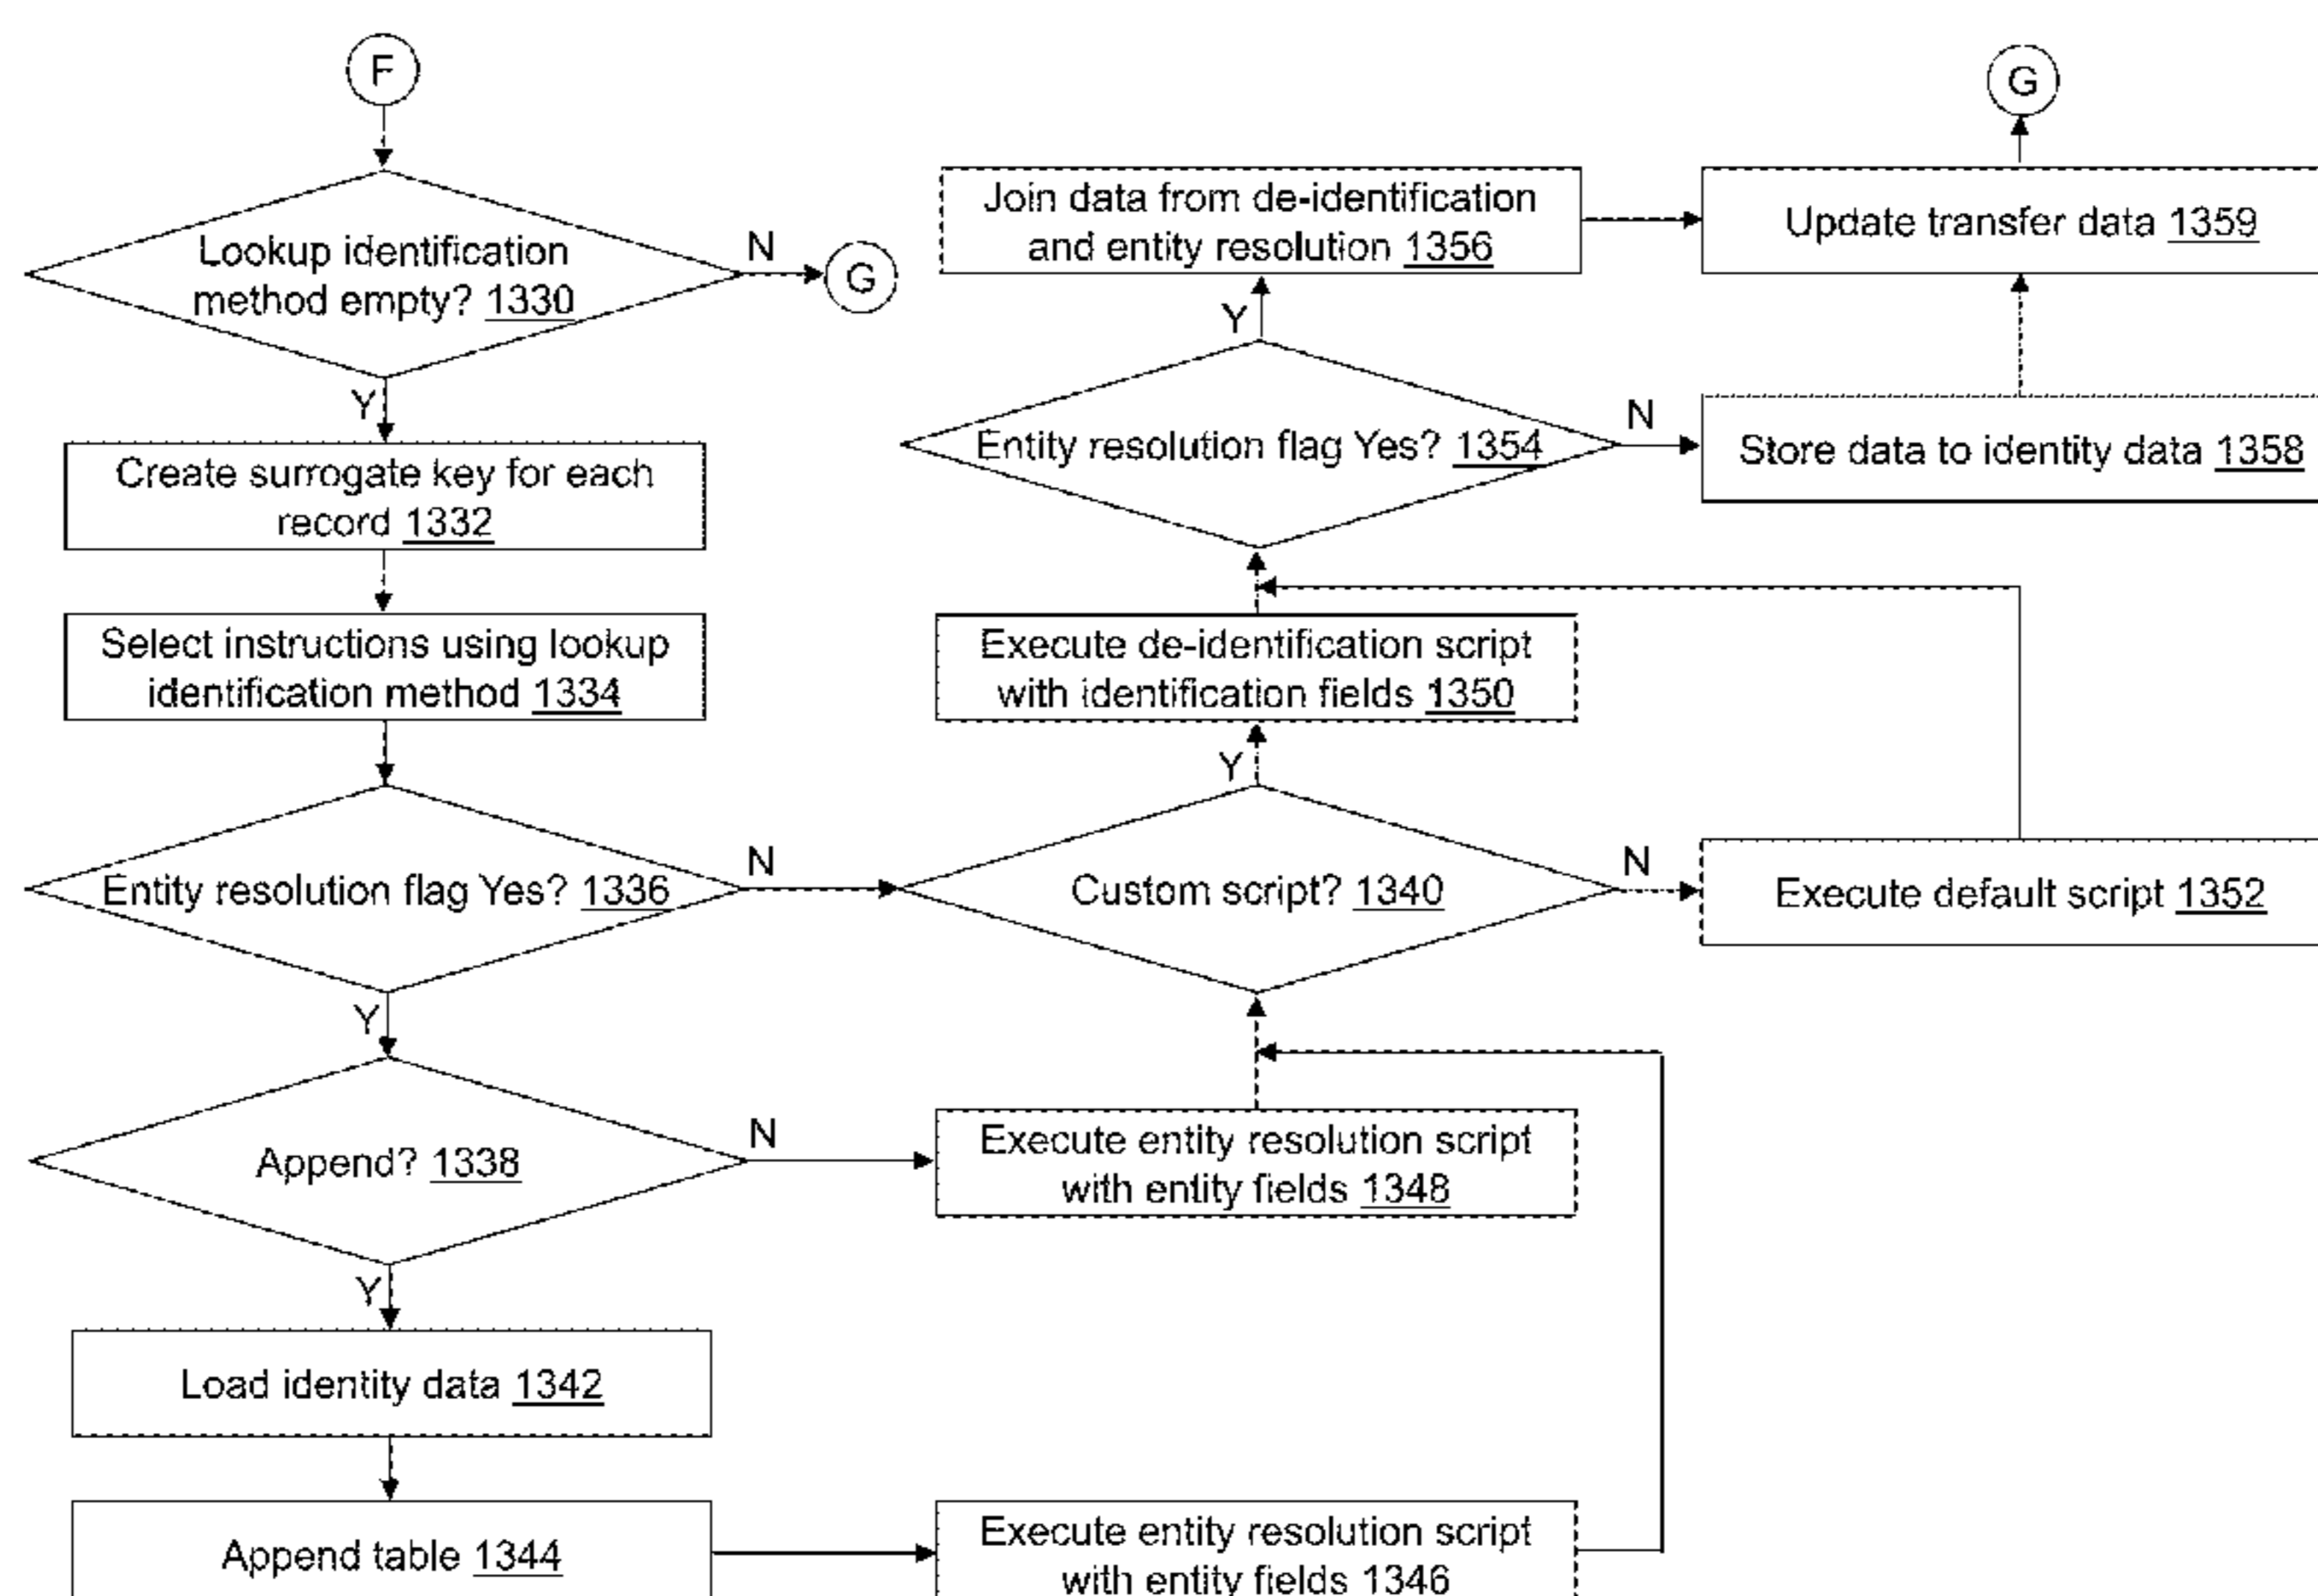 F
Lookup identification
method empty? 1330
N
G
Y
Create surrogate key for each
record 1332
Select instructions using lookup
identification method 1334
Entity resolution flag Yes? 1336
N
Y
Append? 1338
N
Y
Load identity data 1342
Append table 1344
Execute entity resolution script
with entity fields 1346
Execute entity resolution script
with entity fields 1348
Custom script? 1340
N
Execute default script 1352
Y
Execute de-identification script
with identification fields 1350
Entity resolution flag Yes? 1354
N
Store data to identity data 1358
Y
Join data from de-identification
and entity resolution 1356
Update transfer data 1359
G